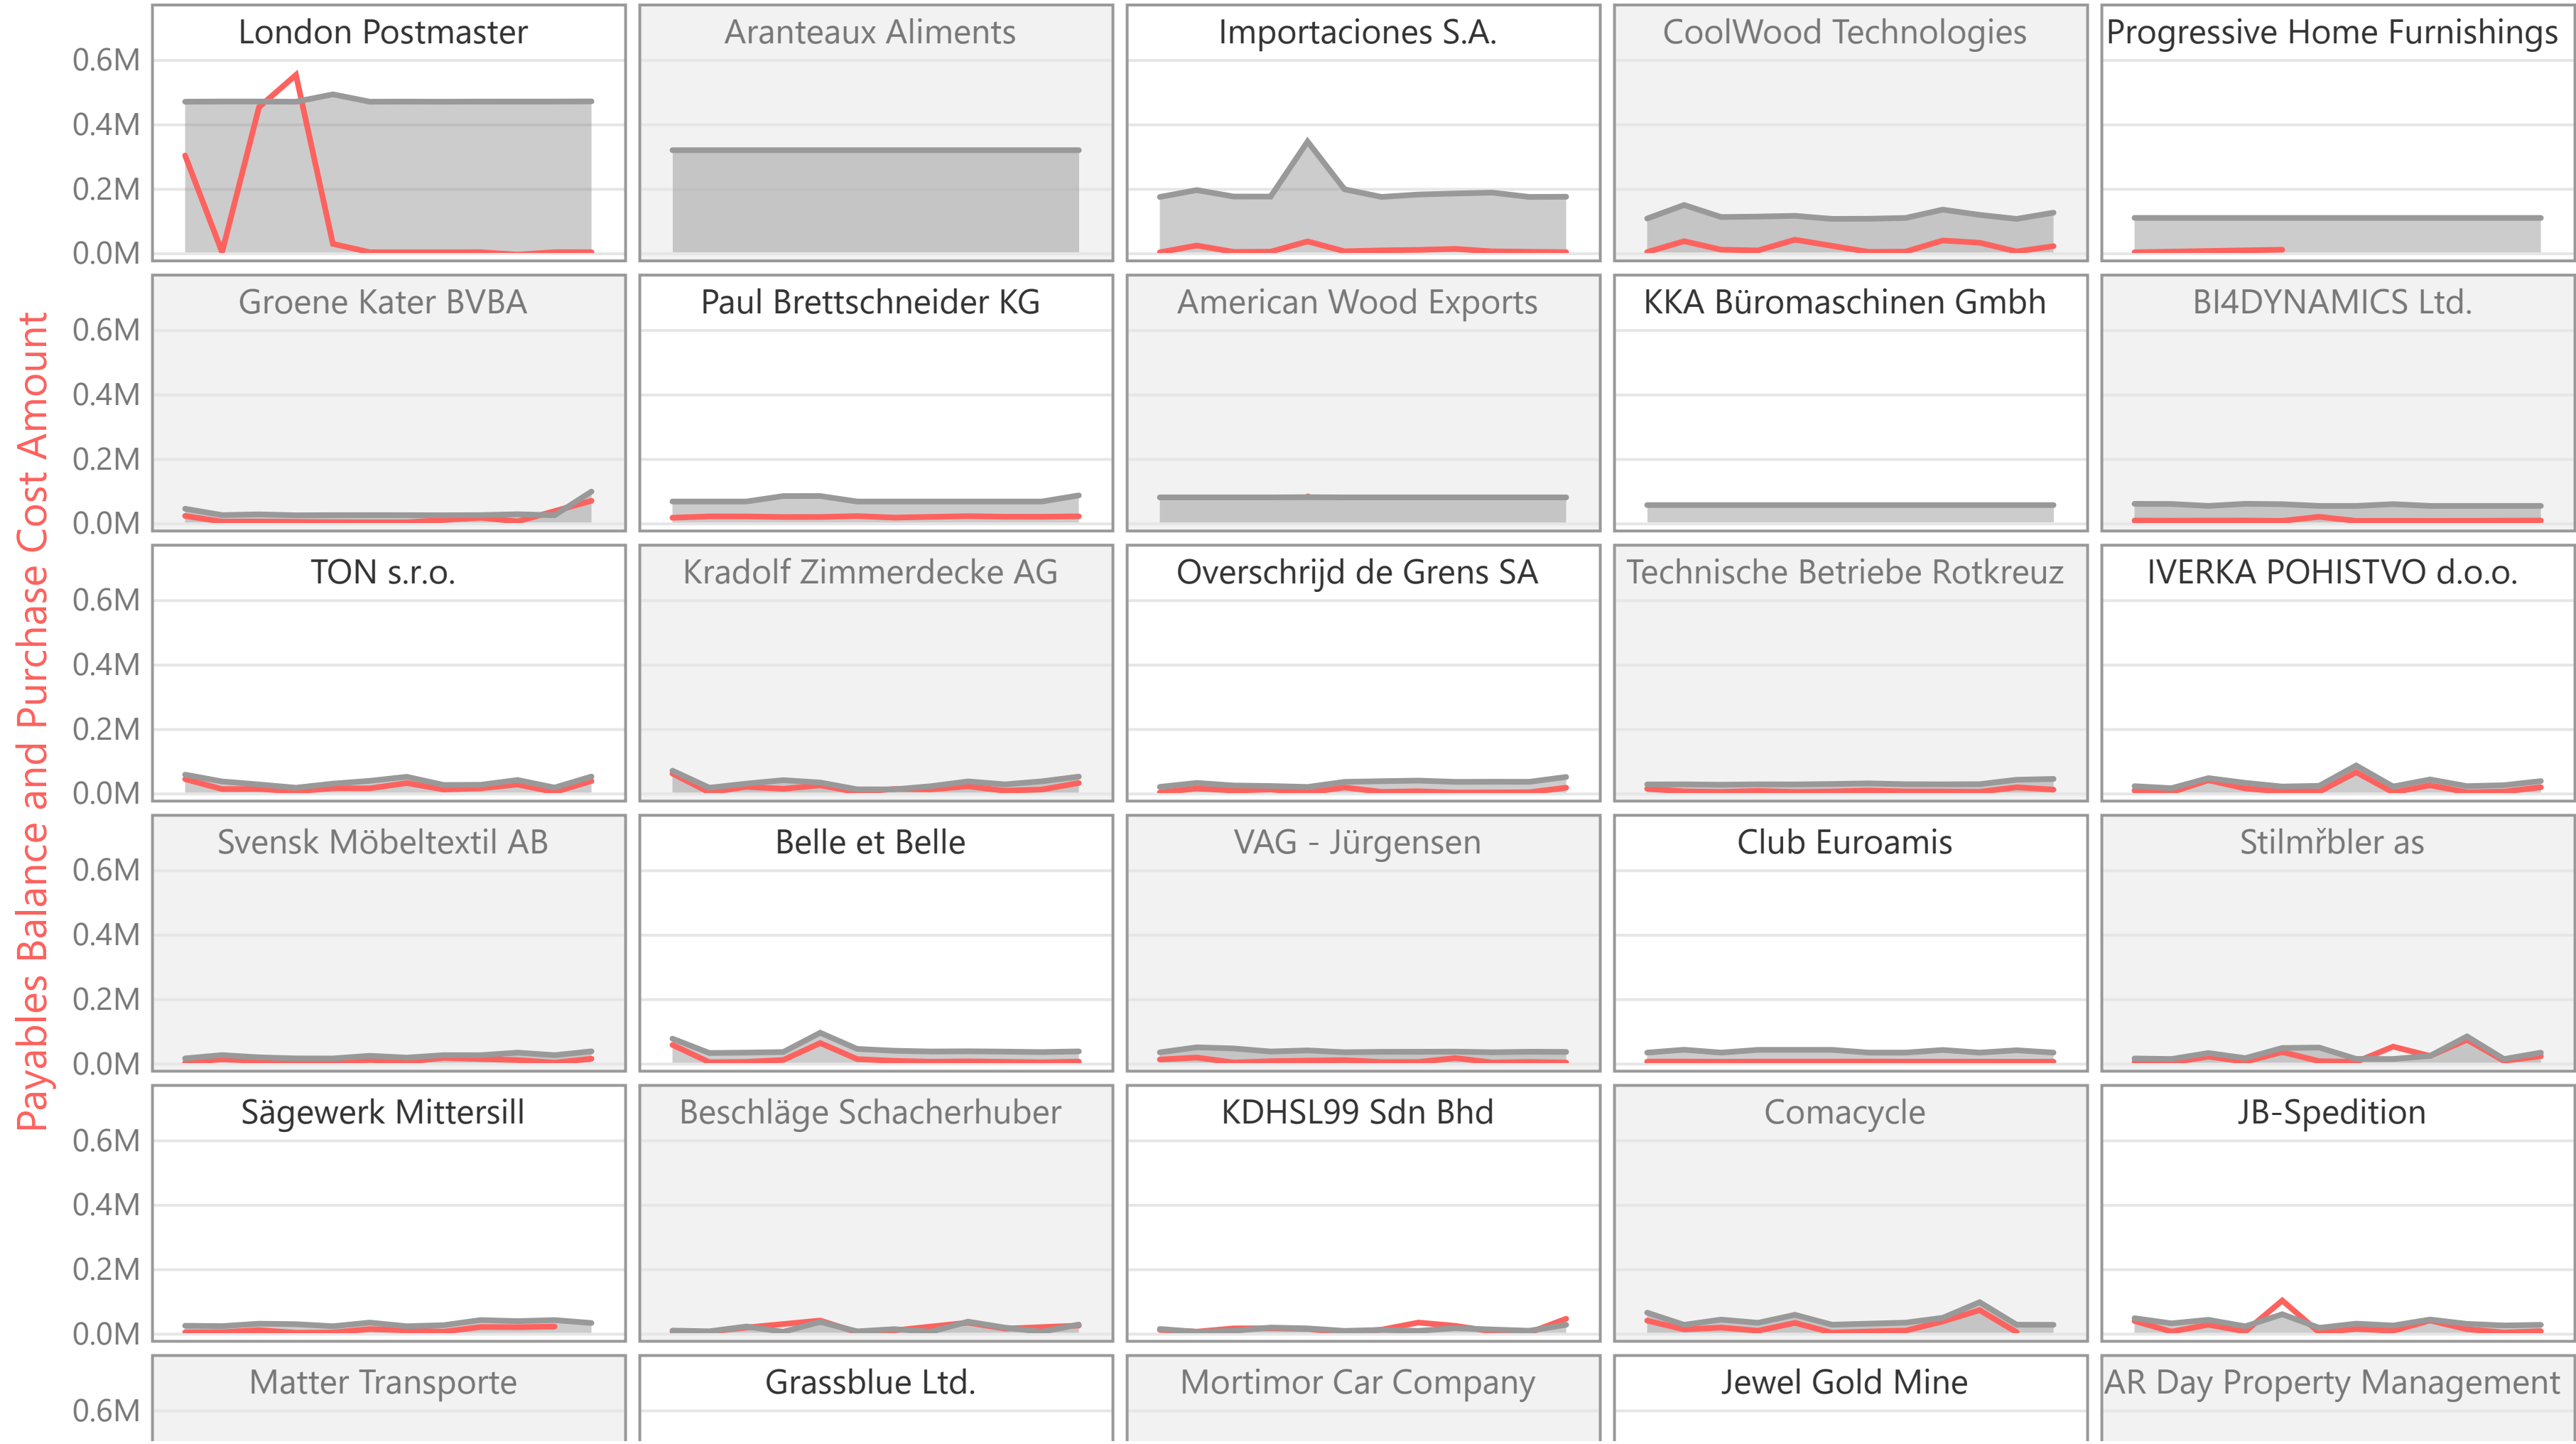 Payables Balance and Purchase Cost Amount
London Postmaster
Aranteaux Aliments
Importaciones S.A.
CoolWood Technologies
Progressive Home Furnishings
0.6M
0.4M
0.2M
0.0M
Groene Kater BVBA
Paul Brettschneider KG
American Wood Exports
KKA Büromaschinen Gmbh
BI4DYNAMICS Ltd.
0.6M
0.4M
0.2M
0.0M
TON s.r.o.
Kradolf Zimmerdecke AG
Overschrijd de Grens SA
Technische Betriebe Rotkreuz
IVERKA POHISTVO d.o.o.
0.6M
0.4M
0.2M
0.0M
Svensk Möbeltextil AB
Belle et Belle
VAG - Jürgensen
Club Euroamis
Stilmřbler as
0.6M
0.4M
0.2M
0.0M
Sägewerk Mittersill
Beschläge Schacherhuber
KDHSL99 Sdn Bhd
Comacycle
JB-Spedition
0.6M
0.4M
0.2M
0.0M
Matter Transporte
Grassblue Ltd.
Mortimor Car Company
Jewel Gold Mine
AR Day Property Management
0.6M